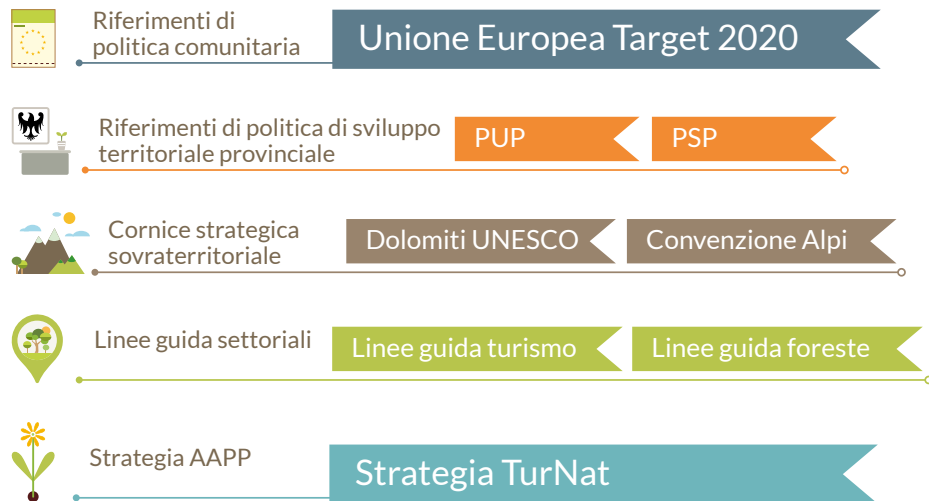 Riferimenti di
politica comunitaria
Unione Europea Target 2020
Riferimenti di politica di sviluppo
territoriale provinciale
PUP
PSP
Cornice strategica
sovraterritoriale
Dolomiti UNESCO
Convenzione Alpi
Linee guida settoriali
Linee guida turismo
Linee guida foreste
Strategia AAPP
Strategia TurNat